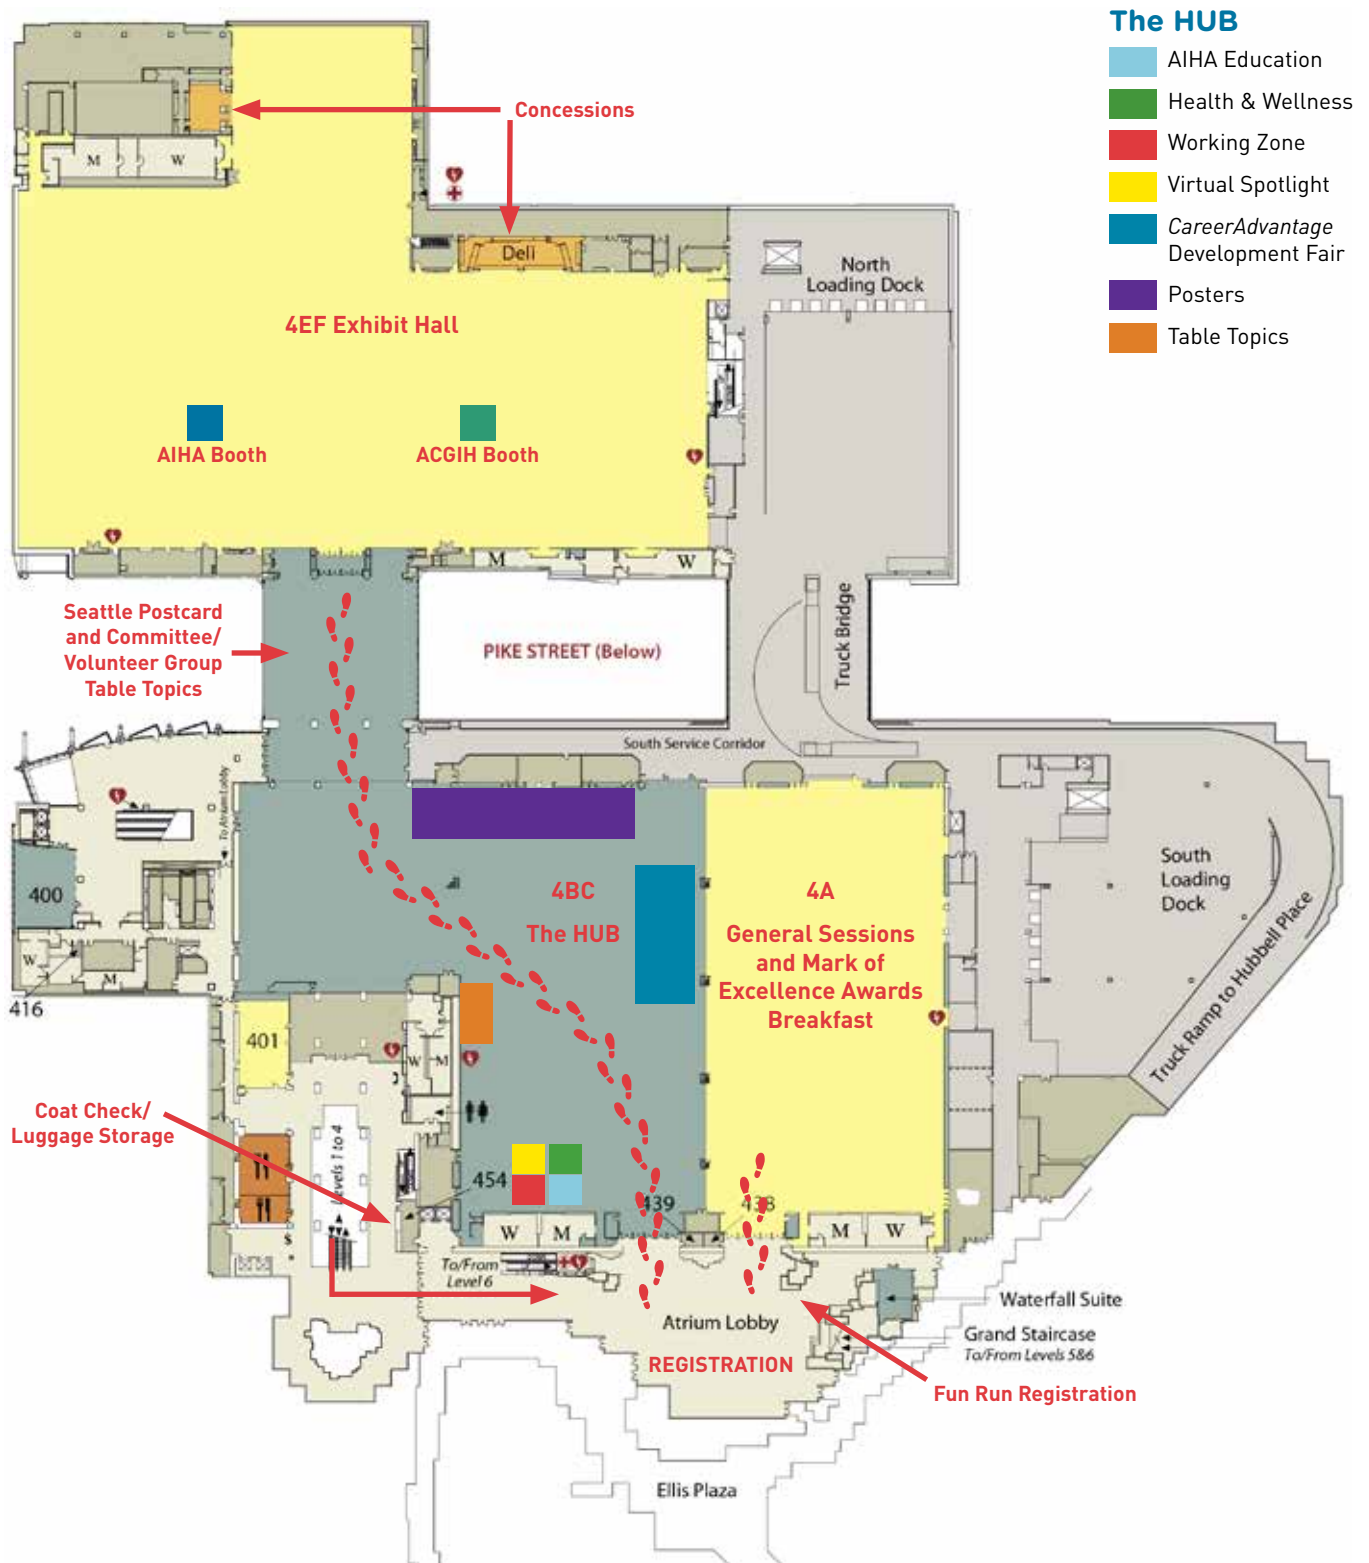 The HUB
AIHA Education
Health & Wellness
Working Zone
Virtual Spotlight
CareerAdvantage
Development Fair
Posters
Table Topics
Concessions
M
W
Deli
North
Loading Dock
4EF Exhibit Hall
AIHA Booth
ACGIH Booth
M
W
Seattle Postcard
and Committee/
Volunteer Group
Table Topics
PIKE STREET (Below)
Truck Bridge
South Service Corridor
To Atrium Lobby
400
W
M
416
4BC
The HUB
4A
General Sessions
and Mark of
Excellence Awards
Breakfast
South
Loading
Dock
Truck Ramp to Hubbell Place
401
W
M
Coat Check/
Luggage Storage
Levels 1 to 4
454
439
438
W
M
M
W
$
To/From
Level 6
Atrium Lobby
REGISTRATION
Waterfall Suite
Grand Staircase
To/From Levels 5&6
Fun Run Registration
Ellis Plaza